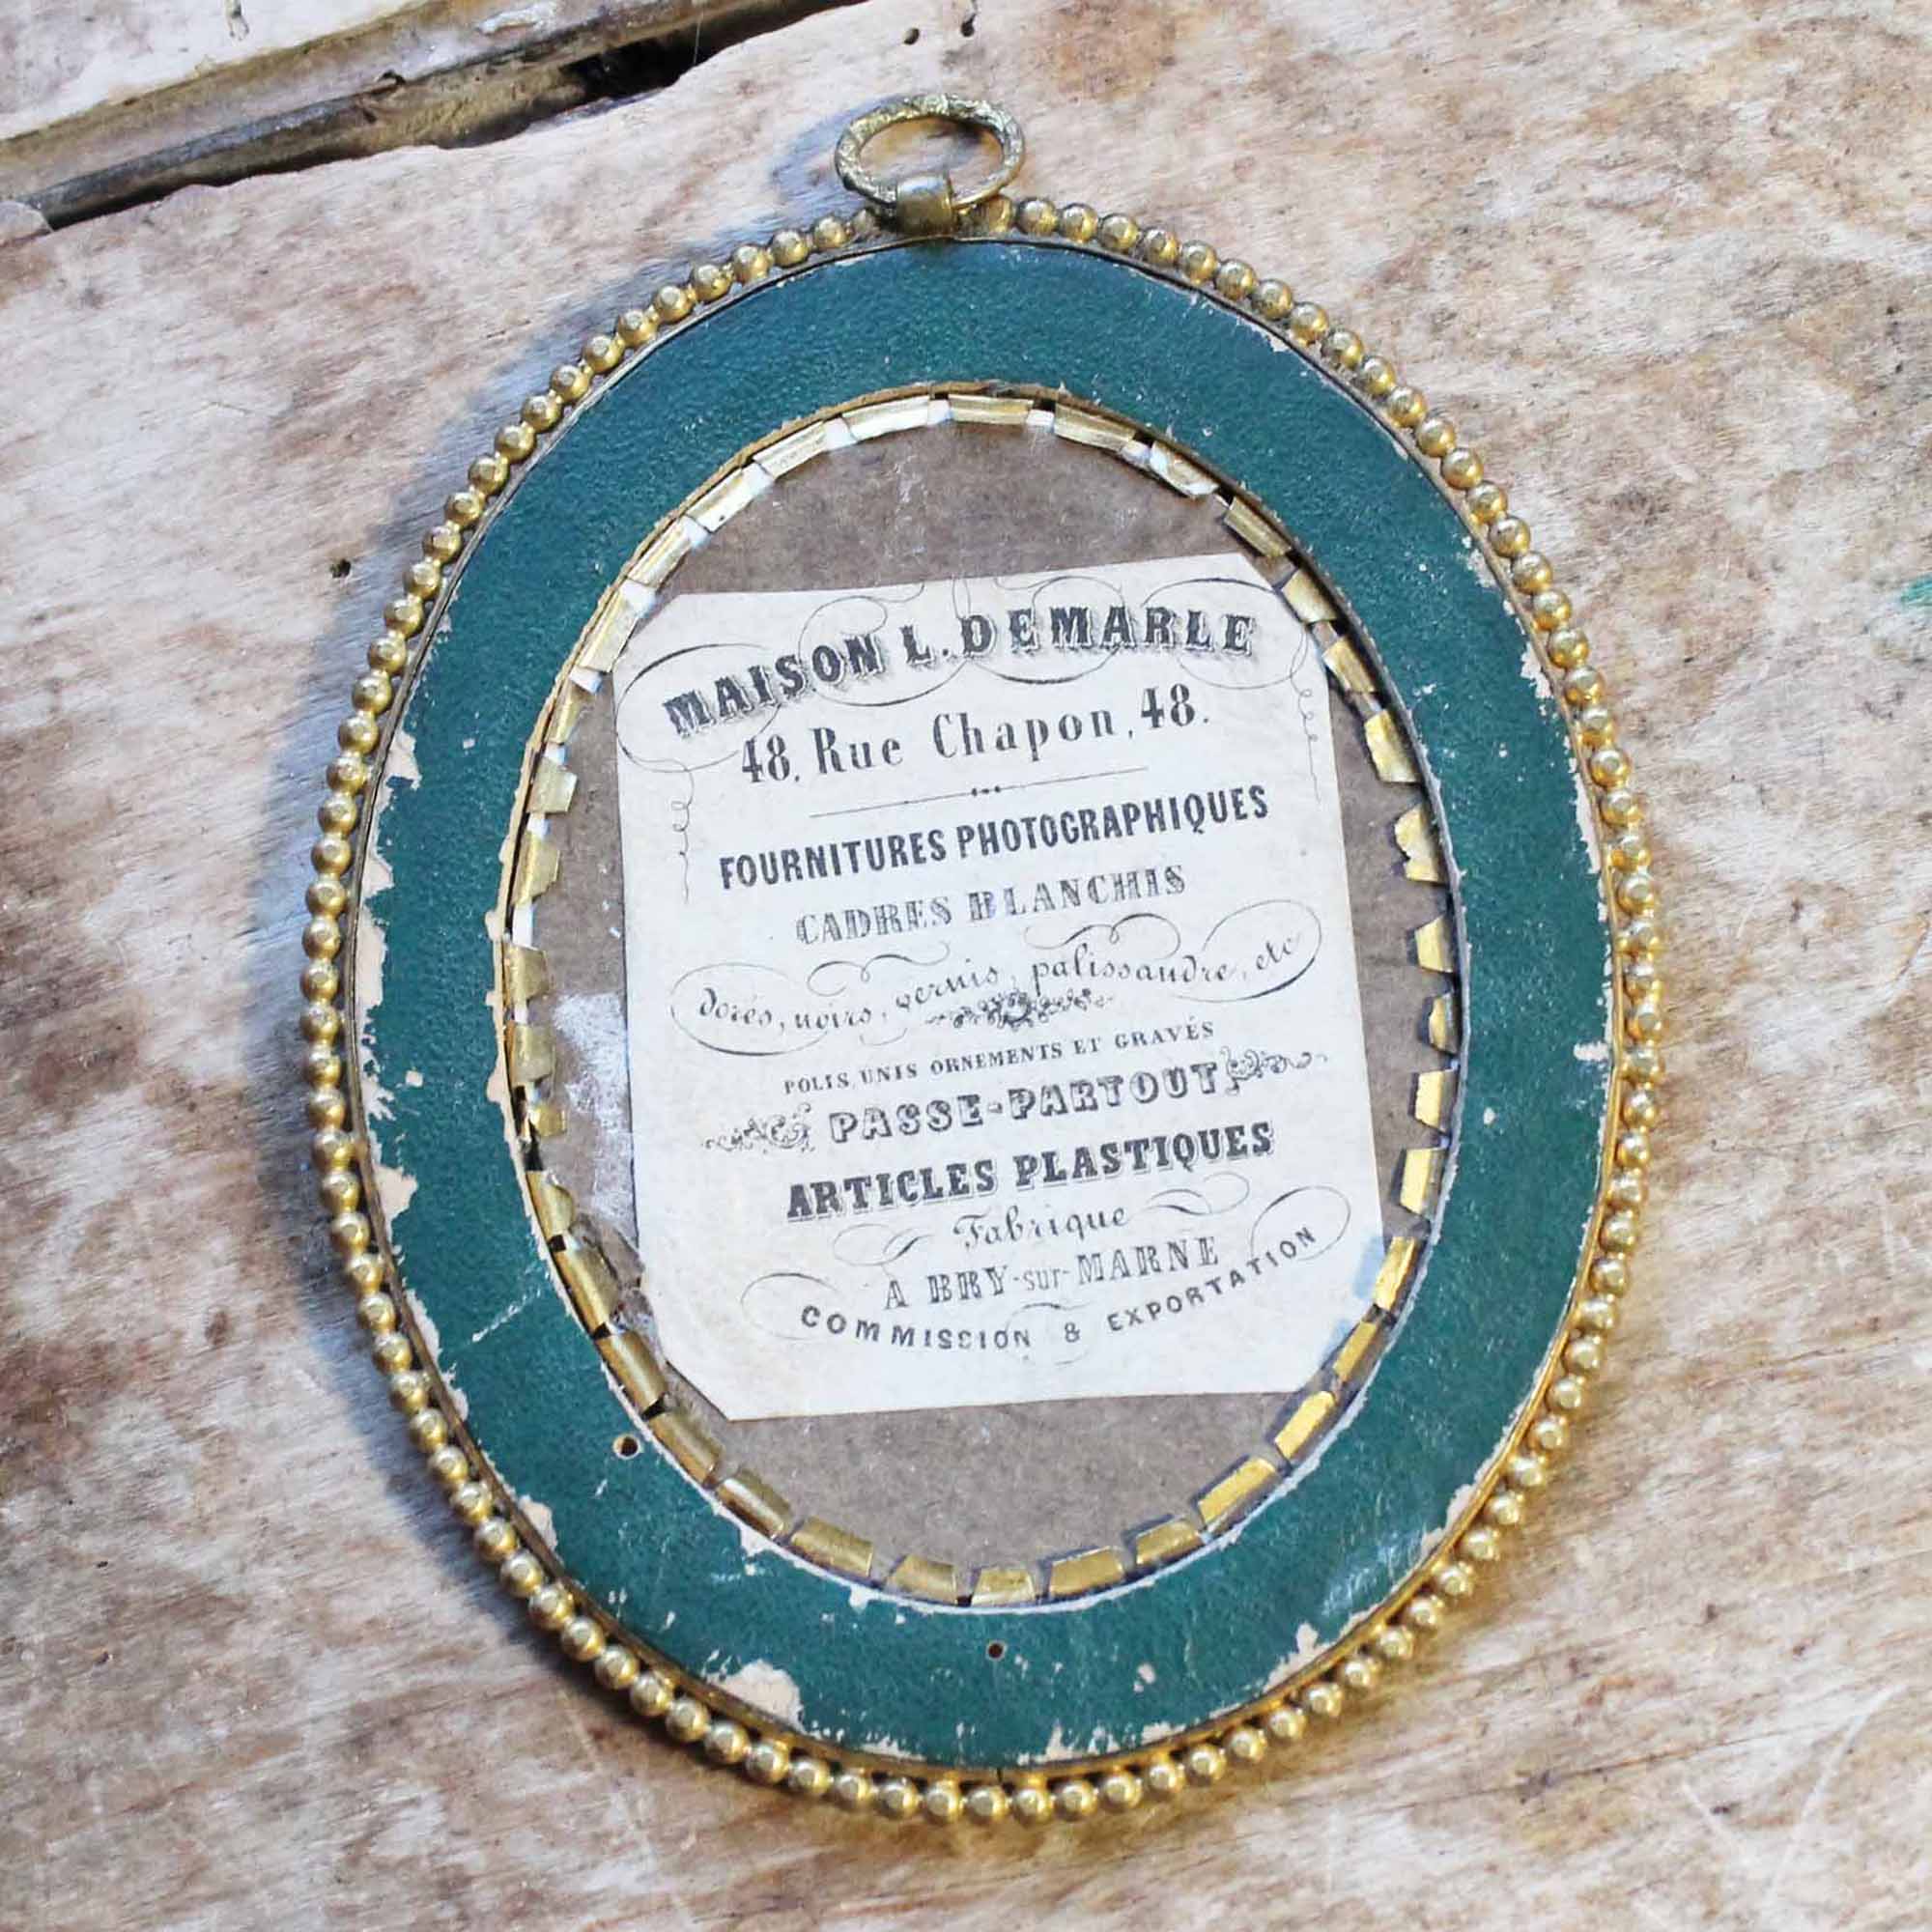 MAISON L. DEMARLE
48, Rue Chapon, 48.
FOURNITURES PHOTOGRAPHIQUES
CADRES BLANCHIS
dorés, noirs, vernis, palissandre, etc
POLIS, UNIS ORNEMENTS ET GRAVÉS
PASSE-PARTOUT
ARTICLES PLASTIQUES
Fabrique
A BRY-sur-MARNE
COMMISSION & EXPORTATION